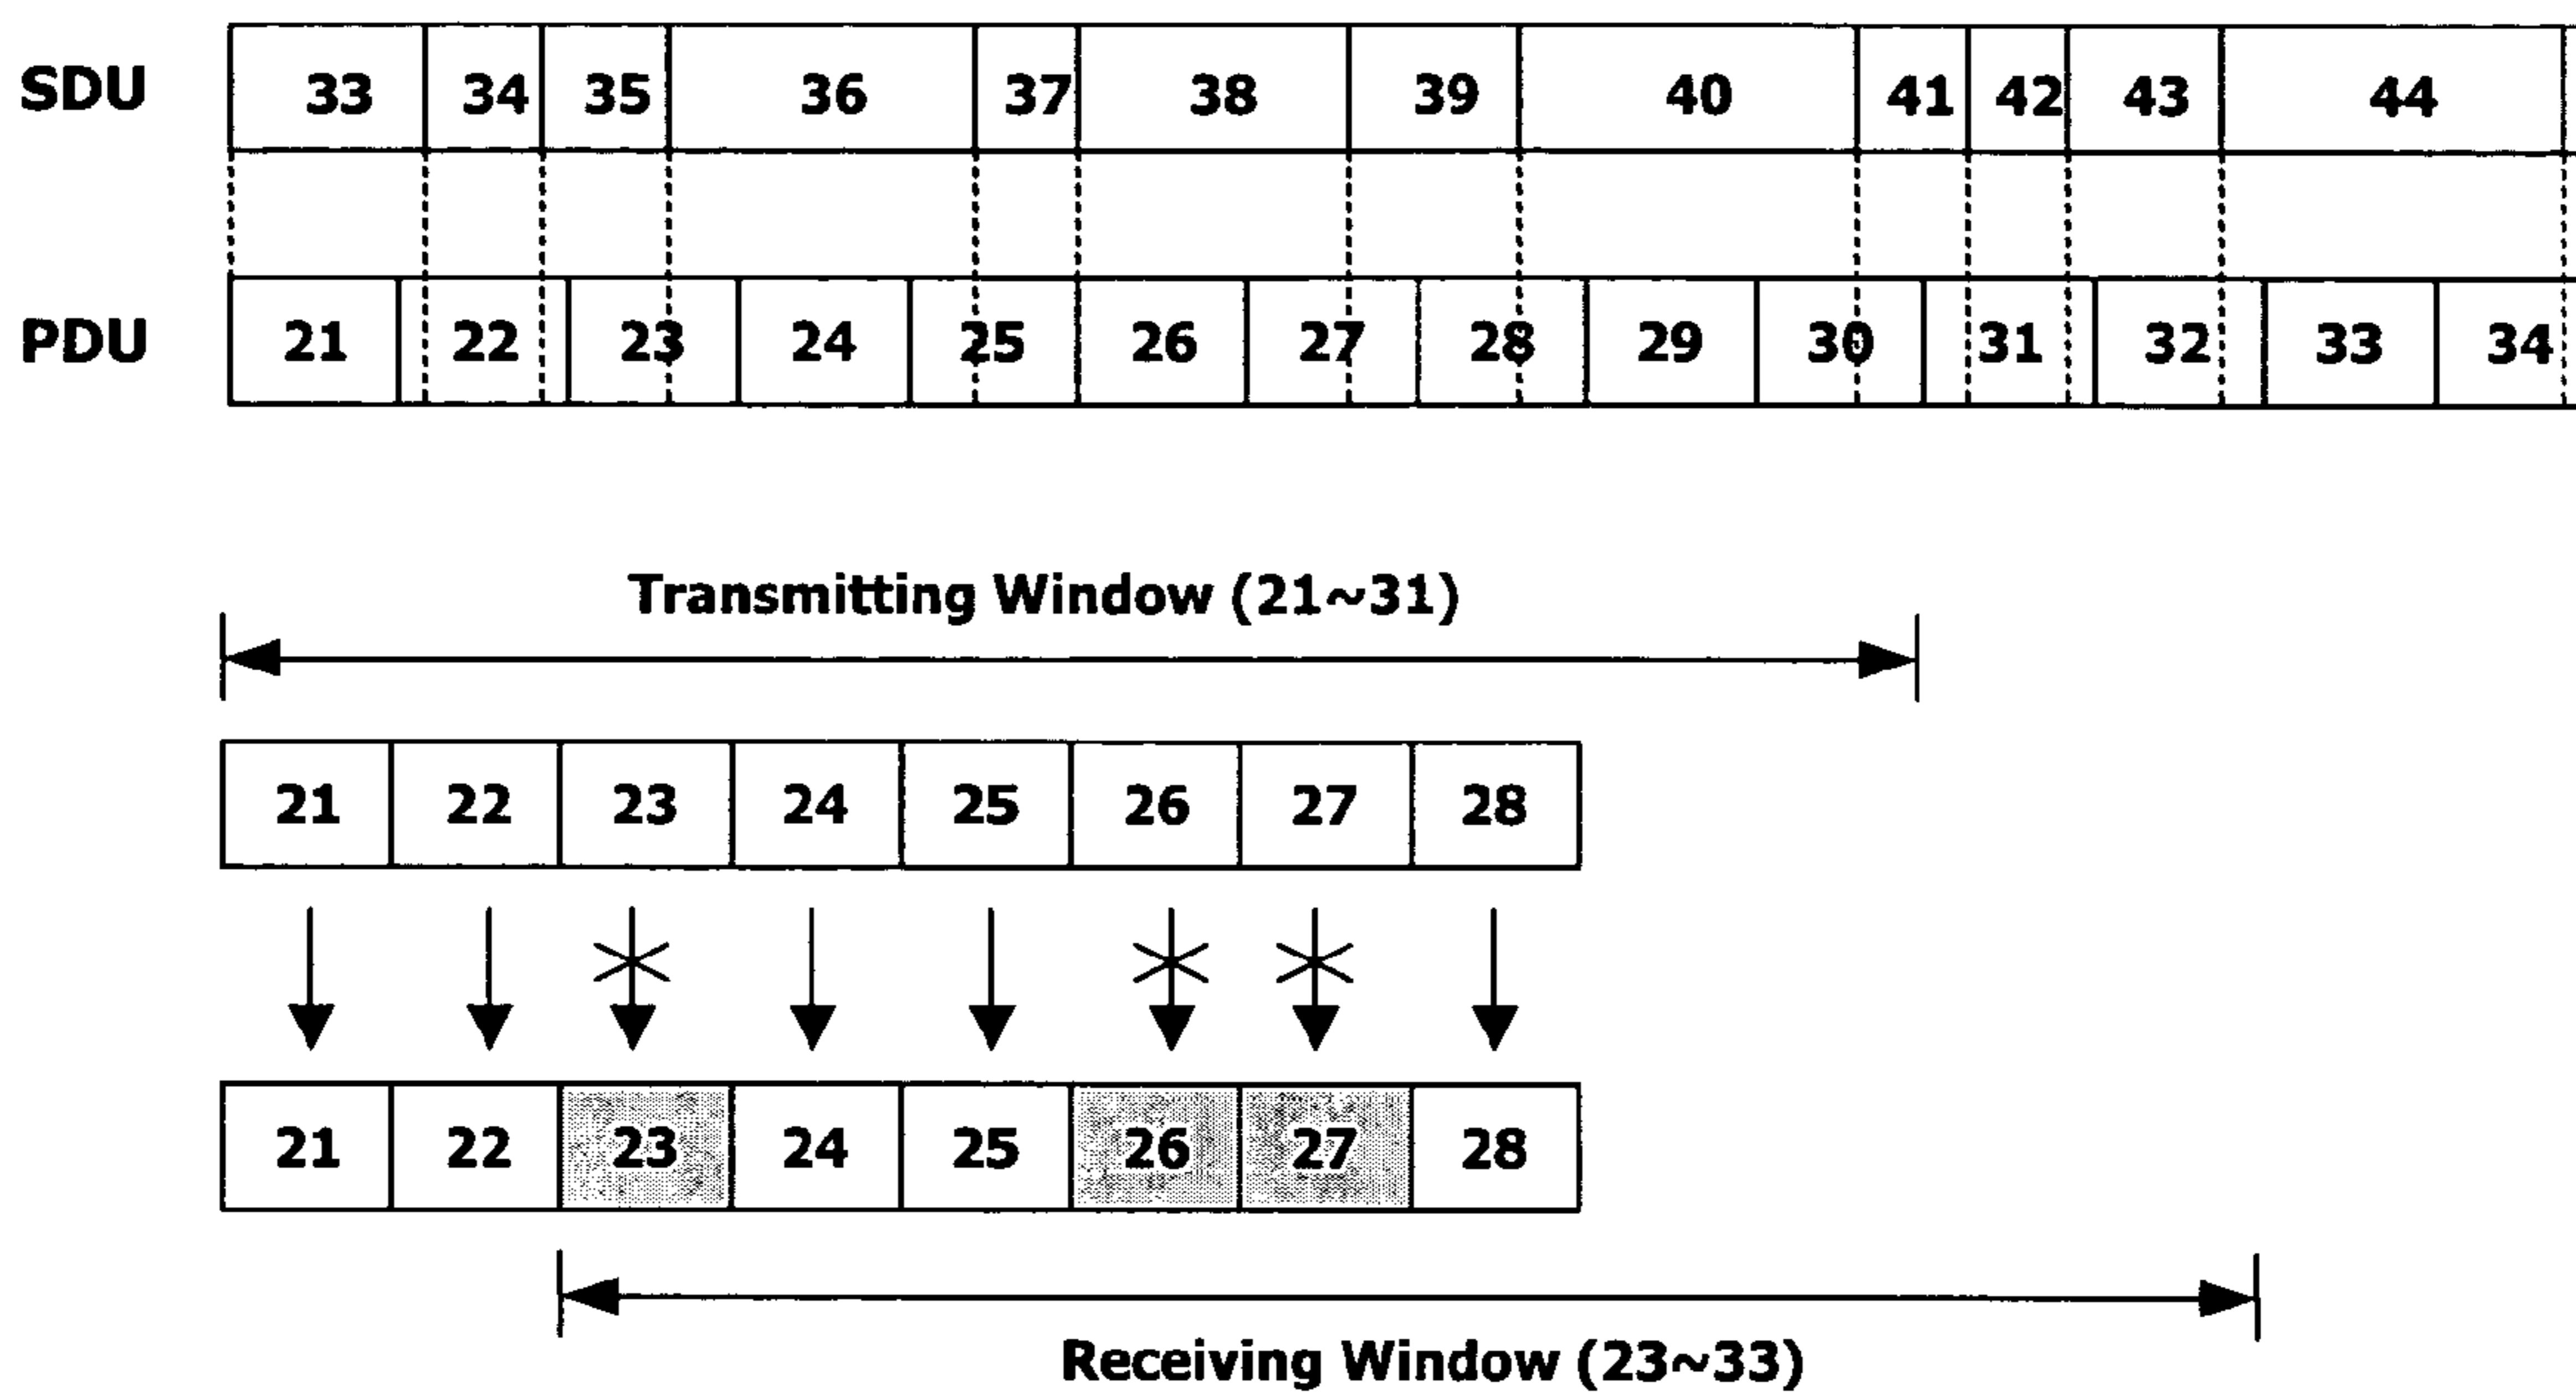 SDU 33 34 35 36 37 38 39 40 41 42 43 44
PDU 21 22 23 24 25 26 27 28 29 30 31 32 33 34
Transmitting Window (21~31)
21 22 23 24 25 26 27 28
21 22 23 24 25 26 27 28
Receiving Window (23~33)